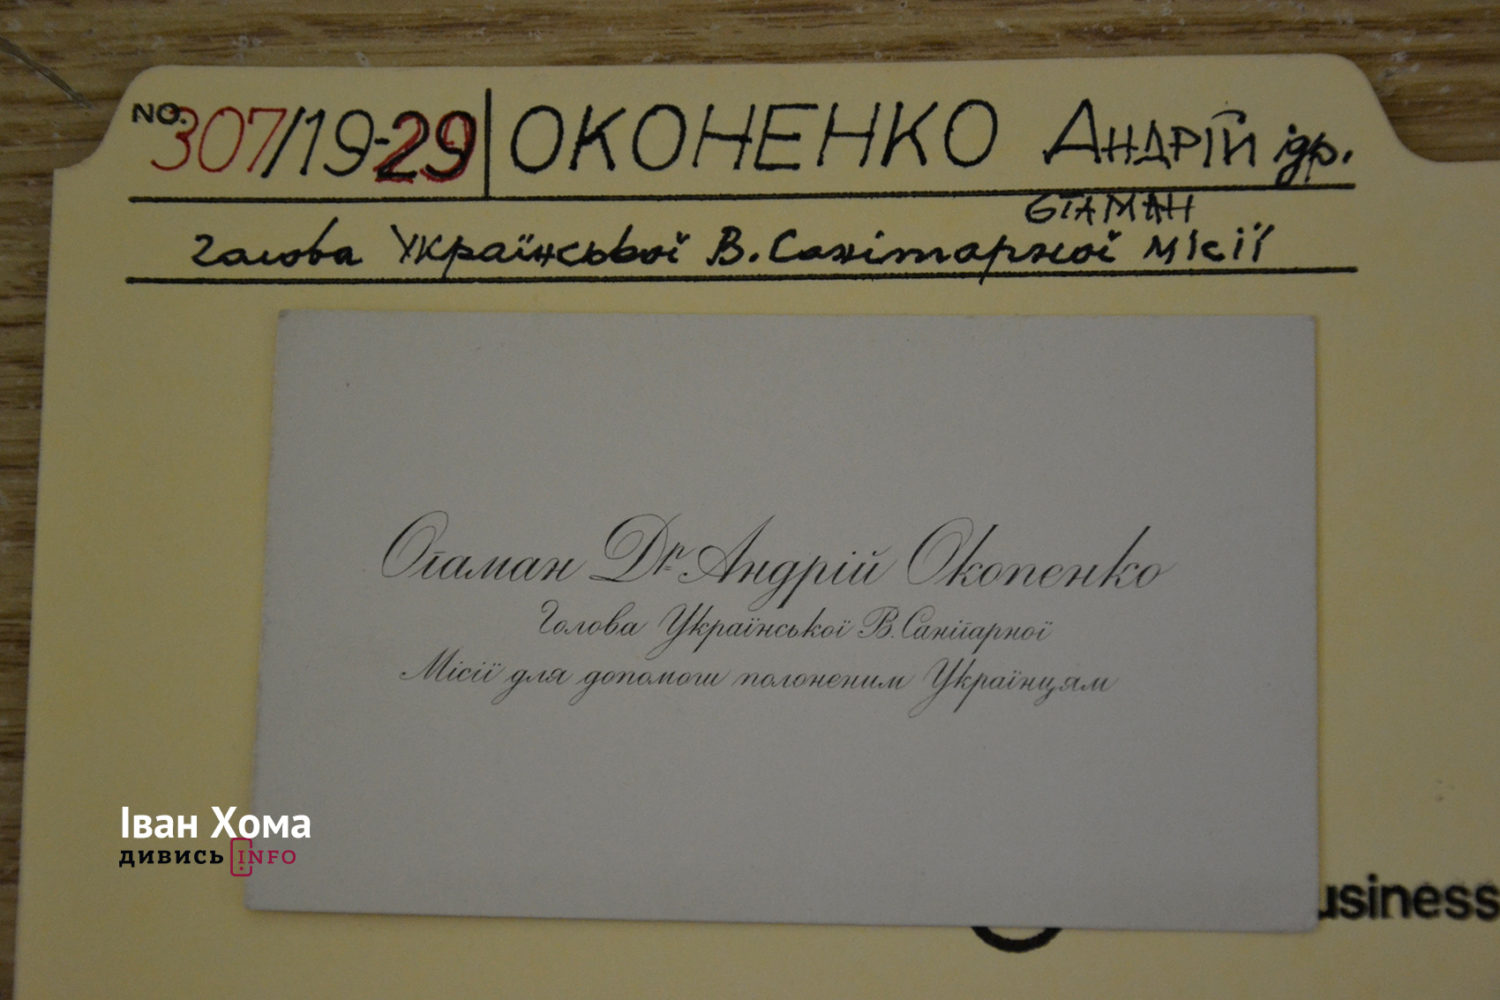 NO. 307/19-29 ОКОНЕНКО АНДРІЙ др.
отаман
голова Української В. Санітарної місії
Отаман Dr. Андрій Окопенко
Голова Української В. Санітарної
Місії для допомоги полоненим Українцям
Іван Хома
дивись INFO
usiness